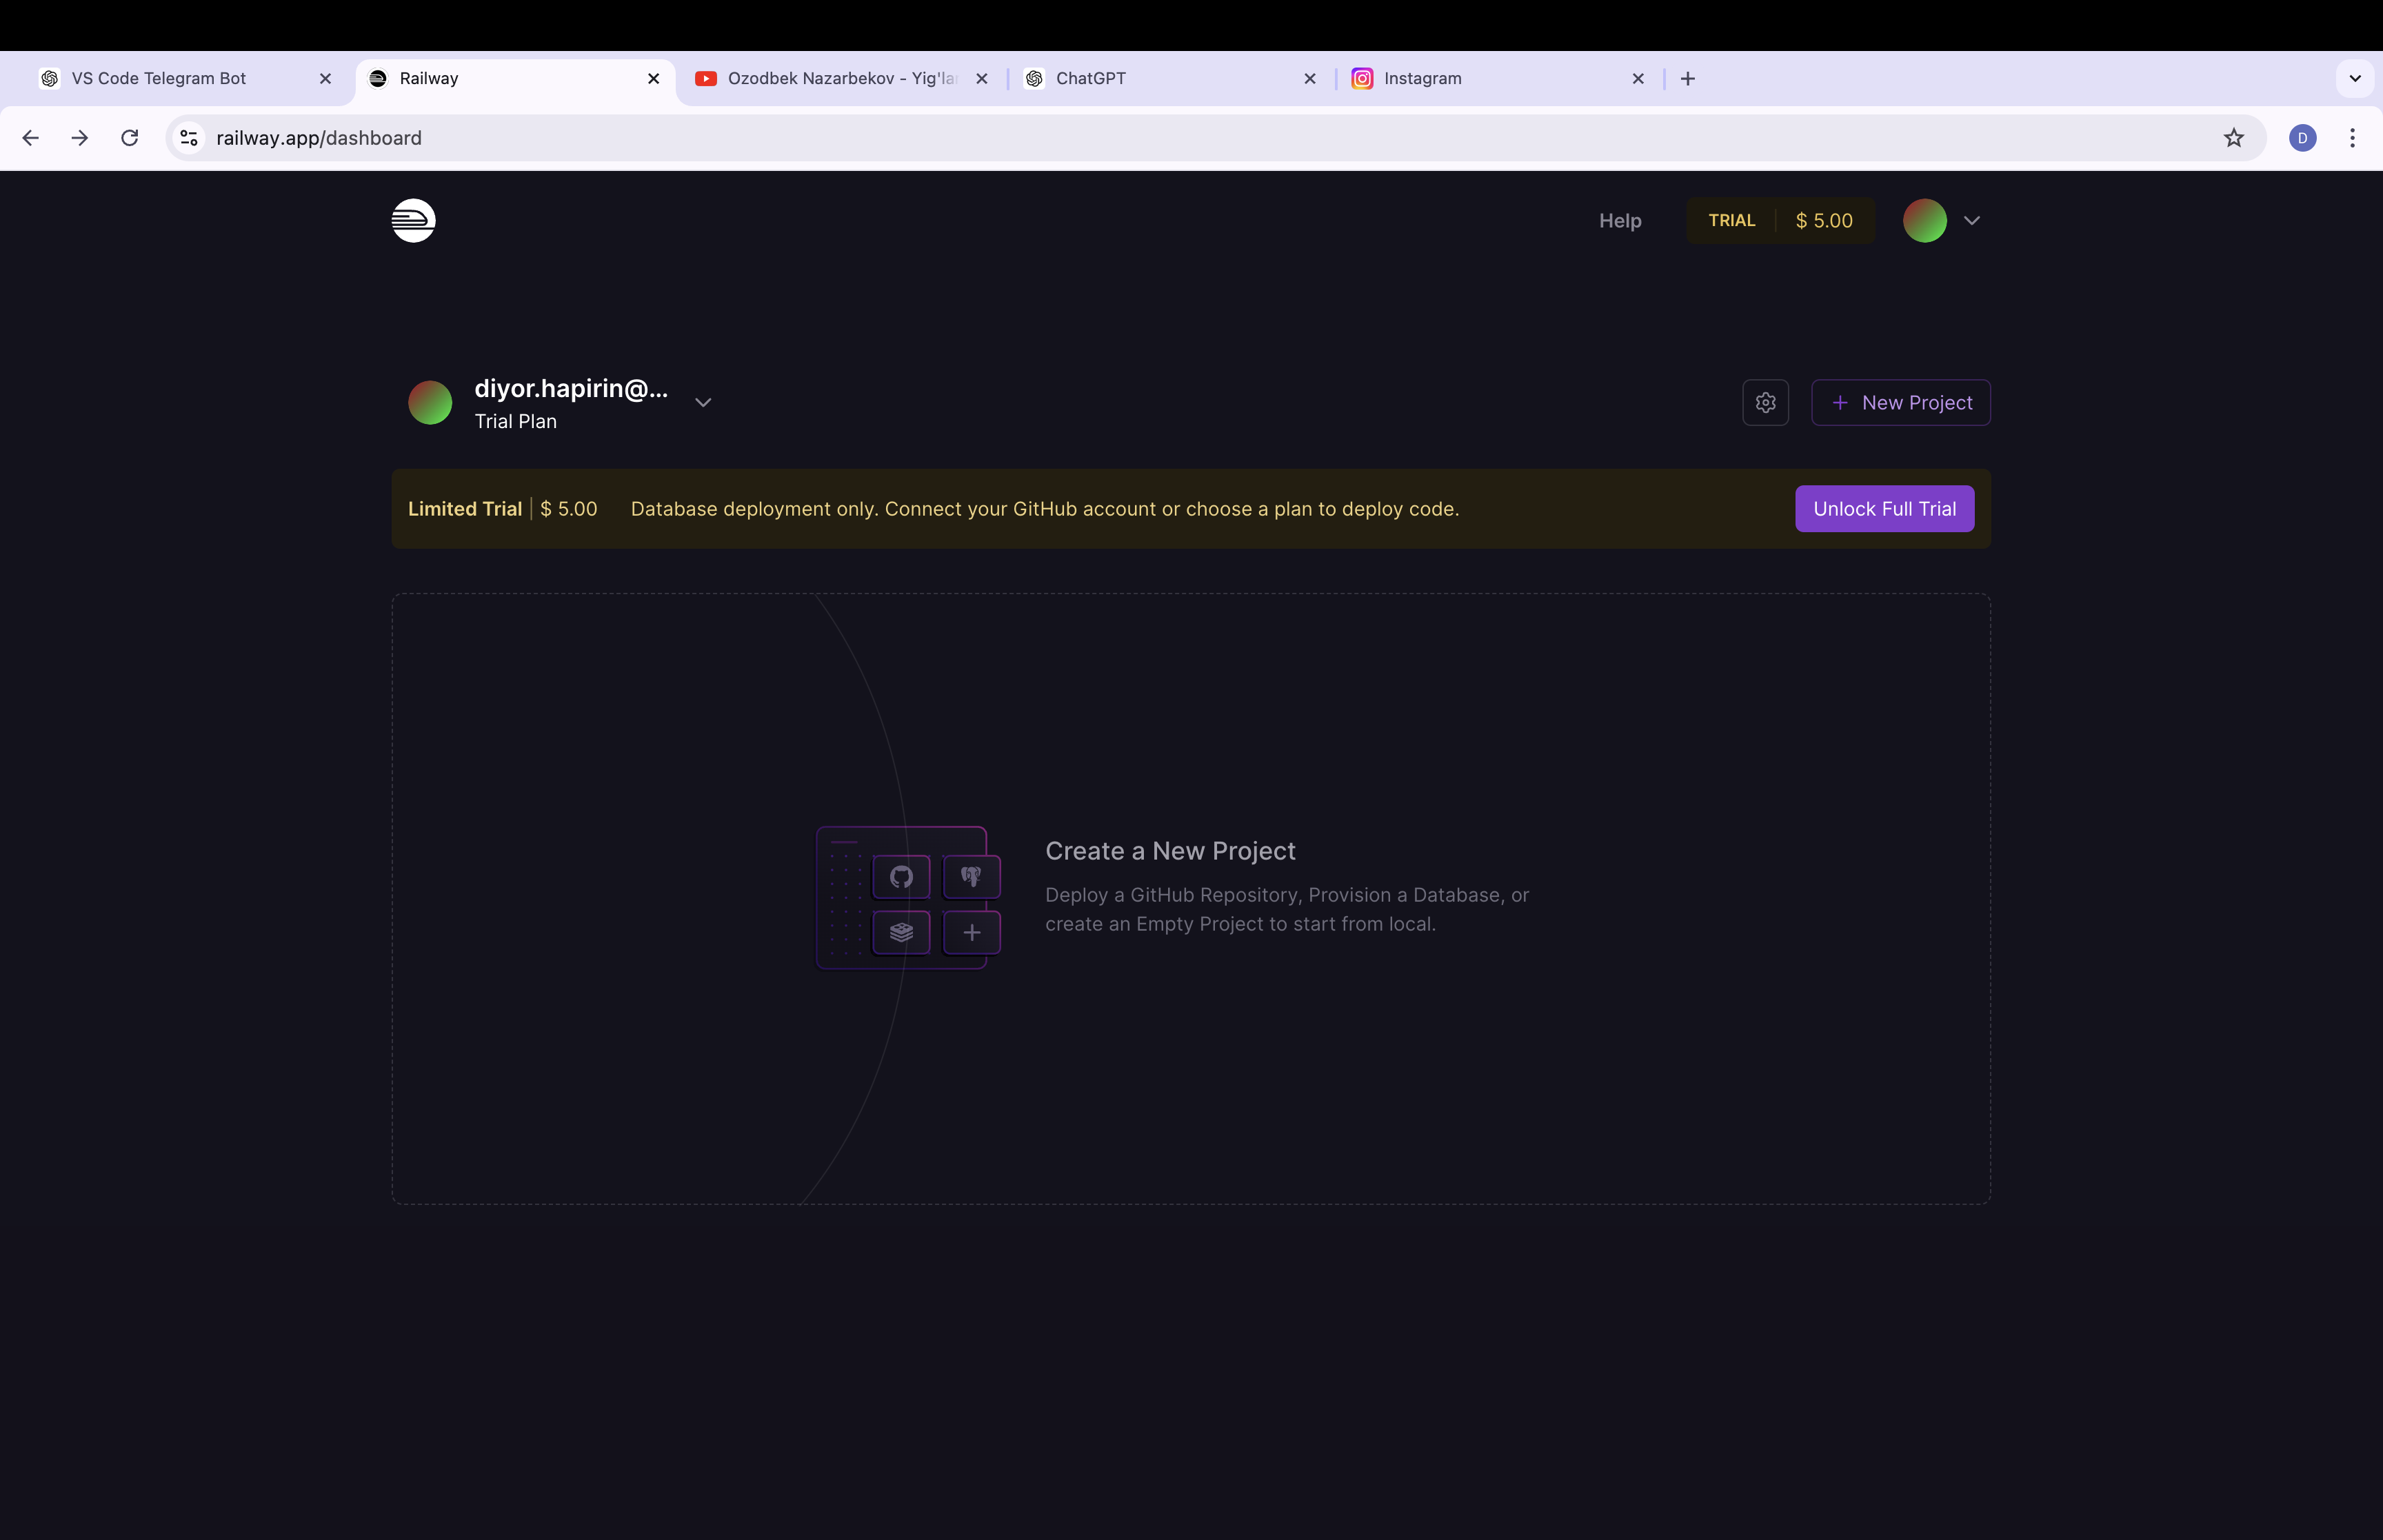 VS Code Telegram Bot
Railway
Ozodbek Nazarbekov - Yig'lar
ChatGPT
Instagram
railway.app/dashboard
D
Help
TRIAL $ 5.00
diyor.hapirin@...
Trial Plan
New Project
Limited Trial $ 5.00 Database deployment only. Connect your GitHub account or choose a plan to deploy code.
Unlock Full Trial
Create a New Project
Deploy a GitHub Repository, Provision a Database, or
create an Empty Project to start from local.